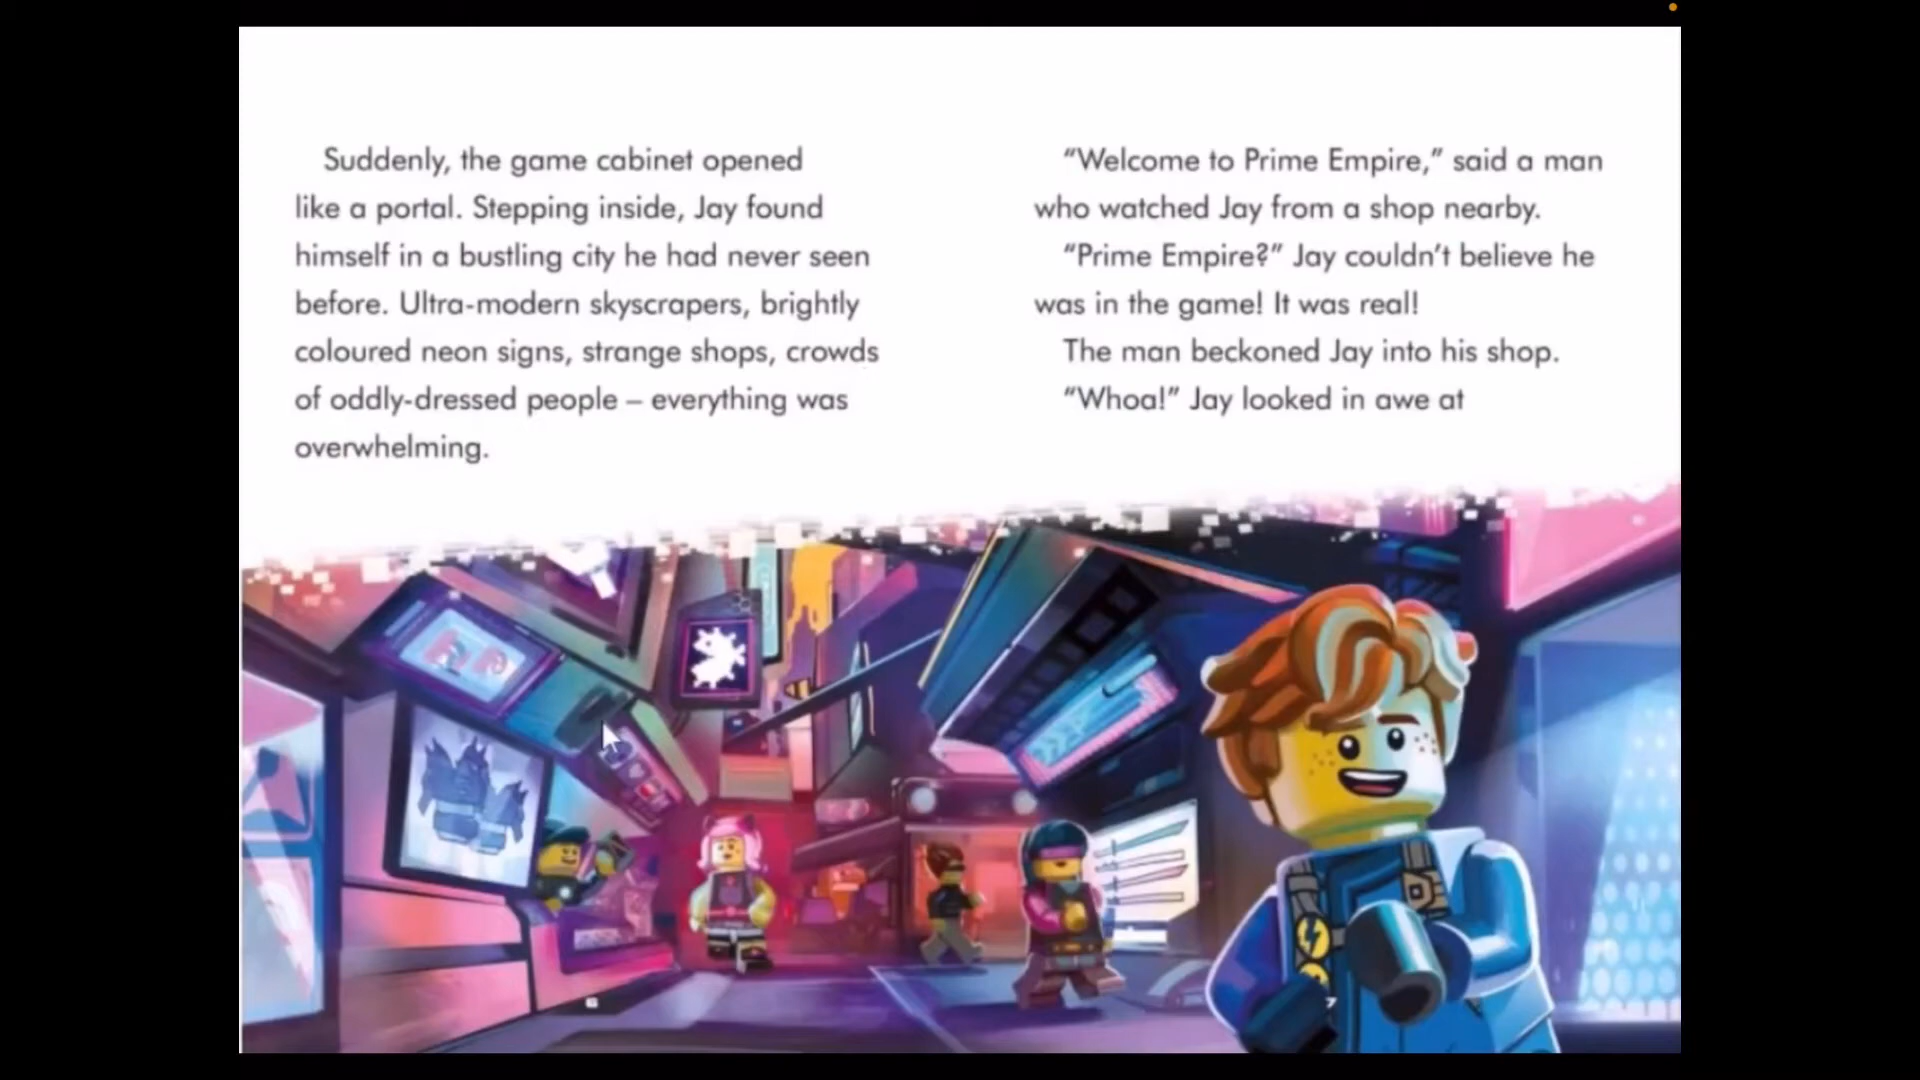 Suddenly, the game cabinet opened
like a portal. Stepping inside, Jay found
himself in a bustling city he had never seen
before. Ultra-modern skyscrapers, brightly
coloured neon signs, strange shops, crowds
of oddly-dressed people – everything was
overwhelming.
“Welcome to Prime Empire,” said a man
who watched Jay from a shop nearby.
“Prime Empire?” Jay couldn’t believe he
was in the game! It was real!
The man beckoned Jay into his shop.
“Whoa!” Jay looked in awe at
7